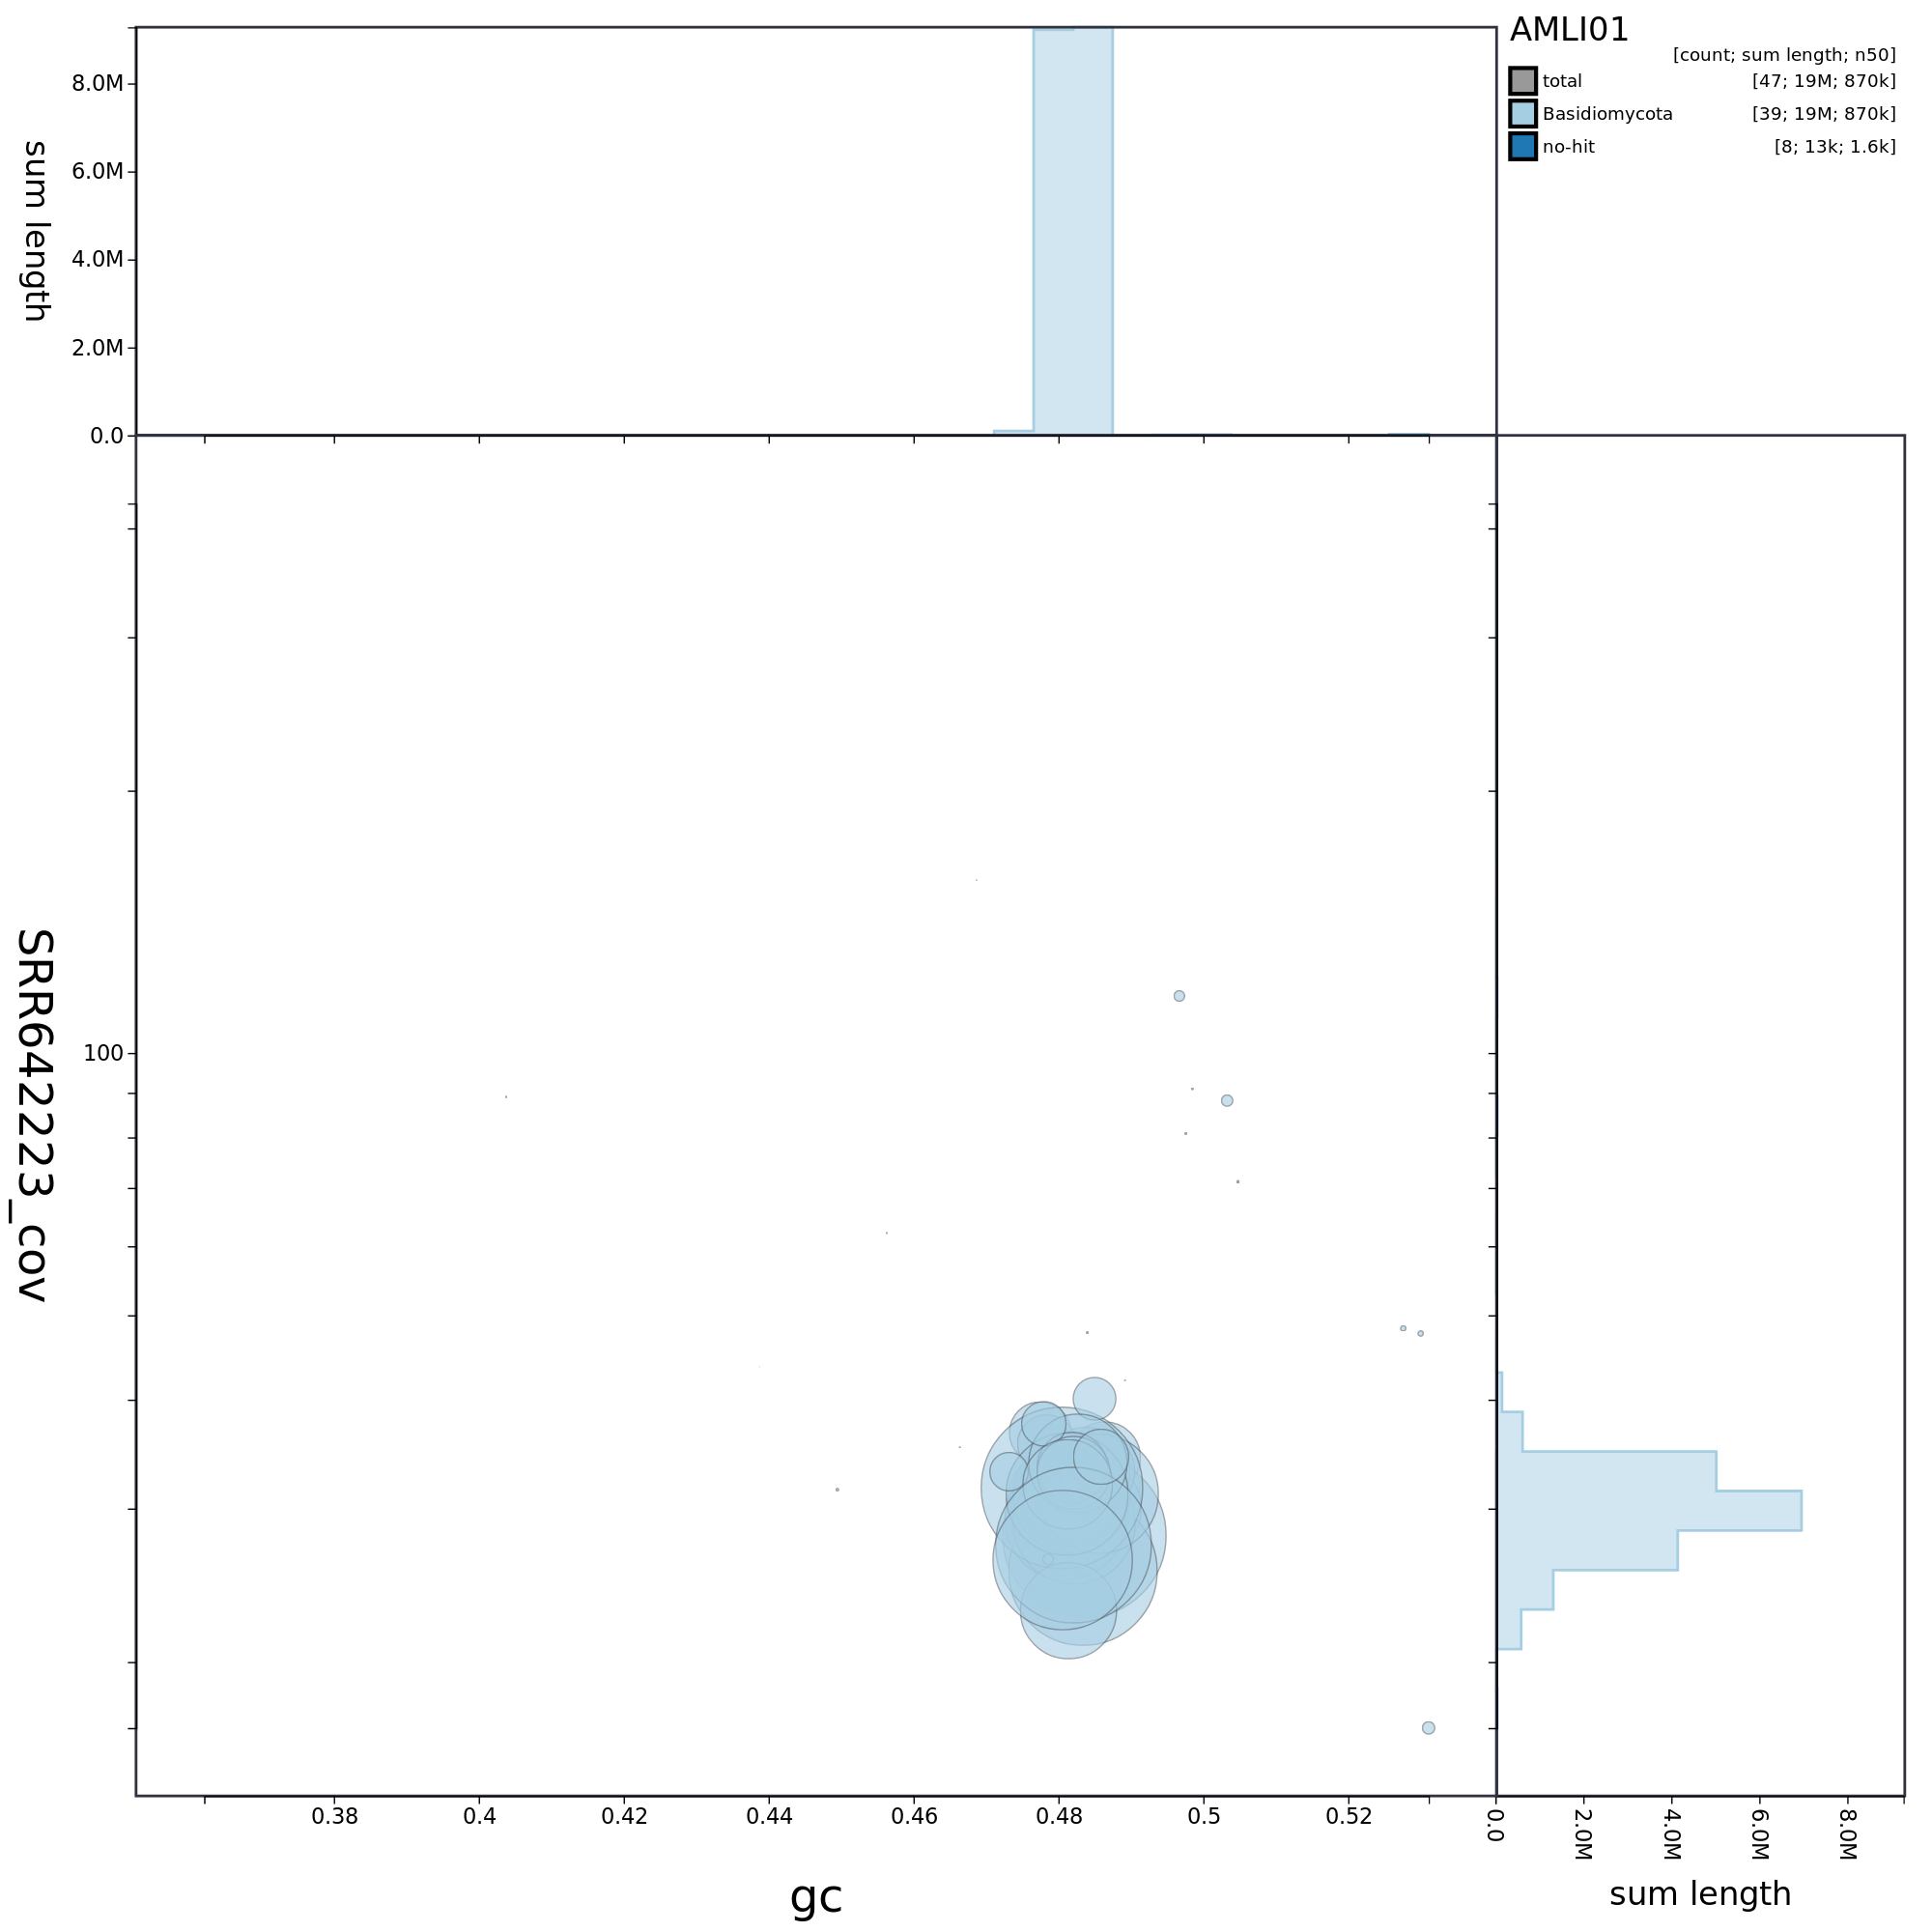 AMLI01
[count; sum length; n50]
total [47; 19M; 870k]
Basidiomycota [39; 19M; 870k]
no-hit [8; 13k; 1.6k]
sum length
8.0M
6.0M
4.0M
2.0M
0.0
SRR64223_cov
100
0.38 0.4 0.42 0.44 0.46 0.48 0.5 0.52
gc
0.0 2.0M 4.0M 6.0M 8.0M
sum length